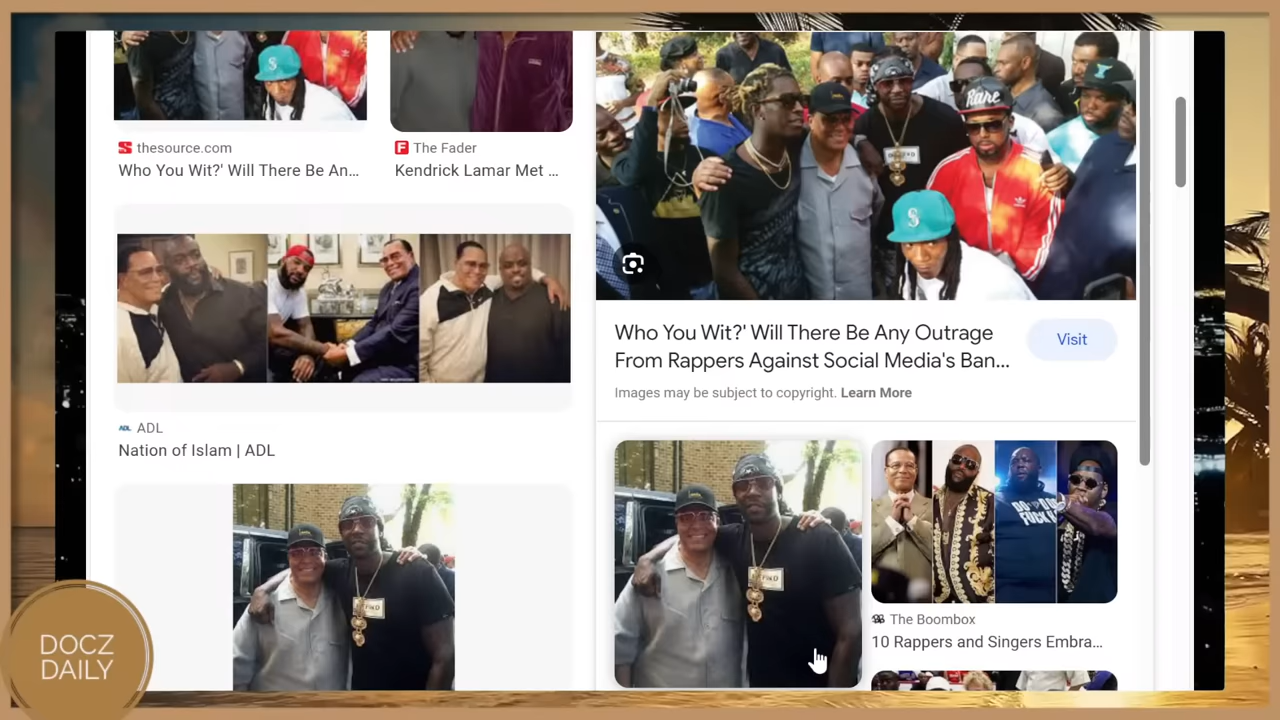 thesource.com
Who You Wit?' Will There Be An...
The Fader
Kendrick Lamar Met ...
ADL
Nation of Islam | ADL
Rare
S
Who You Wit?' Will There Be Any Outrage
From Rappers Against Social Media's Ban...
Visit
Images may be subject to copyright. Learn More
The Boombox
10 Rappers and Singers Embra...
DOCZ
DAILY